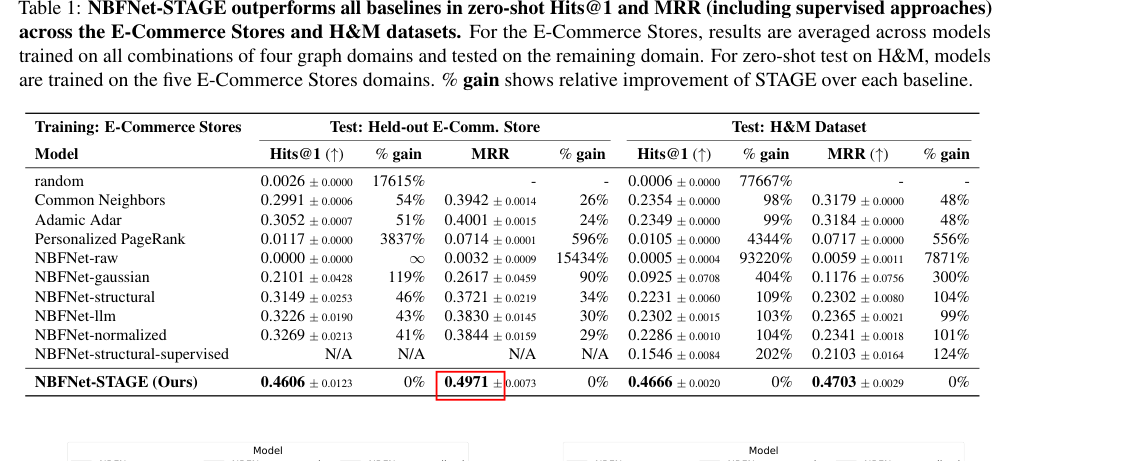 Table 1: NBFNet-STAGE outperforms all baselines in zero-shot Hits@1 and MRR (including supervised approaches)
across the E-Commerce Stores and H&M datasets. For the E-Commerce Stores, results are averaged across models
trained on all combinations of four graph domains and tested on the remaining domain. For zero-shot test on H&M, models
are trained on the five E-Commerce Stores domains. % gain shows relative improvement of STAGE over each baseline.
Training: E-Commerce Stores Test: Held-out E-Comm. Store Test: H&M Dataset
Model Hits@1 (↑) % gain MRR % gain Hits@1 (↑) % gain MRR (↑) % gain
random 0.0026 ± 0.0000 17615% - - 0.0006 ± 0.0000 77667% - -
Common Neighbors 0.2991 ± 0.0006 54% 0.3942 ± 0.0014 26% 0.2354 ± 0.0000 98% 0.3179 ± 0.0000 48%
Adamic Adar 0.3052 ± 0.0007 51% 0.4001 ± 0.0015 24% 0.2349 ± 0.0000 99% 0.3184 ± 0.0000 48%
Personalized PageRank 0.0117 ± 0.0000 3837% 0.0714 ± 0.0001 596% 0.0105 ± 0.0000 4344% 0.0717 ± 0.0000 556%
NBFNet-raw 0.0000 ± 0.0000 ∞ 0.0032 ± 0.0009 15434% 0.0005 ± 0.0004 93220% 0.0059 ± 0.0011 7871%
NBFNet-gaussian 0.2101 ± 0.0428 119% 0.2617 ± 0.0459 90% 0.0925 ± 0.0708 404% 0.1176 ± 0.0756 300%
NBFNet-structural 0.3149 ± 0.0253 46% 0.3721 ± 0.0219 34% 0.2231 ± 0.0060 109% 0.2302 ± 0.0080 104%
NBFNet-llm 0.3226 ± 0.0190 43% 0.3830 ± 0.0145 30% 0.2302 ± 0.0015 103% 0.2365 ± 0.0021 99%
NBFNet-normalized 0.3269 ± 0.0213 41% 0.3844 ± 0.0159 29% 0.2286 ± 0.0010 104% 0.2341 ± 0.0018 101%
NBFNet-structural-supervised N/A N/A N/A N/A 0.1546 ± 0.0084 202% 0.2103 ± 0.0164 124%
NBFNet-STAGE (Ours) 0.4606 ± 0.0123 0% 0.4971 ± 0.0073 0% 0.4666 ± 0.0020 0% 0.4703 ± 0.0029 0%
Model Model